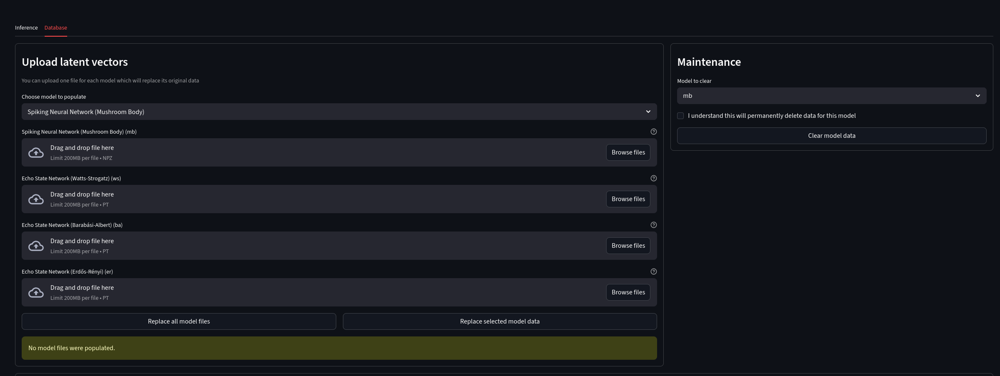 Inference
Database
Upload latent vectors
You can upload one file for each model which will replace its original data
Choose model to populate
Spiking Neural Network (Mushroom Body)
Spiking Neural Network (Mushroom Body) (mb)
Drag and drop file here
Limit 200MB per file • NPZ
Browse files
Echo State Network (Watts-Strogatz) (ws)
Drag and drop file here
Limit 200MB per file • PT
Browse files
Echo State Network (Barabási-Albert) (ba)
Drag and drop file here
Limit 200MB per file • PT
Browse files
Echo State Network (Erdős-Rényi) (er)
Drag and drop file here
Limit 200MB per file • PT
Browse files
Replace all model files
Replace selected model data
No model files were populated.
Maintenance
Model to clear
mb
I understand this will permanently delete data for this model
Clear model data